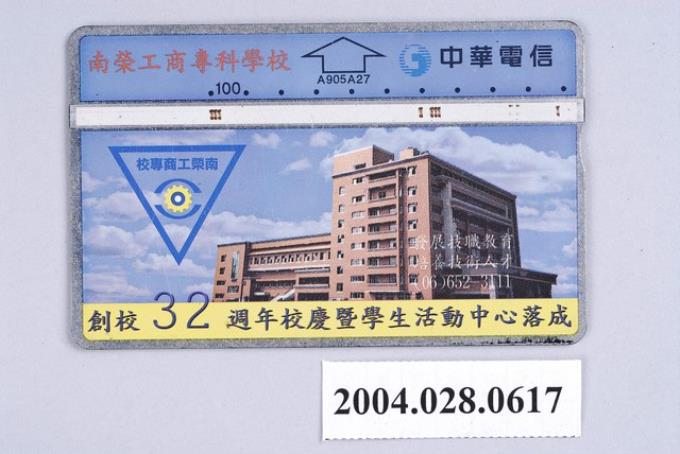 南榮工商專科學校
中華電信
A905A27
.100
南榮工商專校
發展技職教育
培養技術人才
(06)652-3111
創校32週年校慶暨學生活動中心落成
2004.028.0617